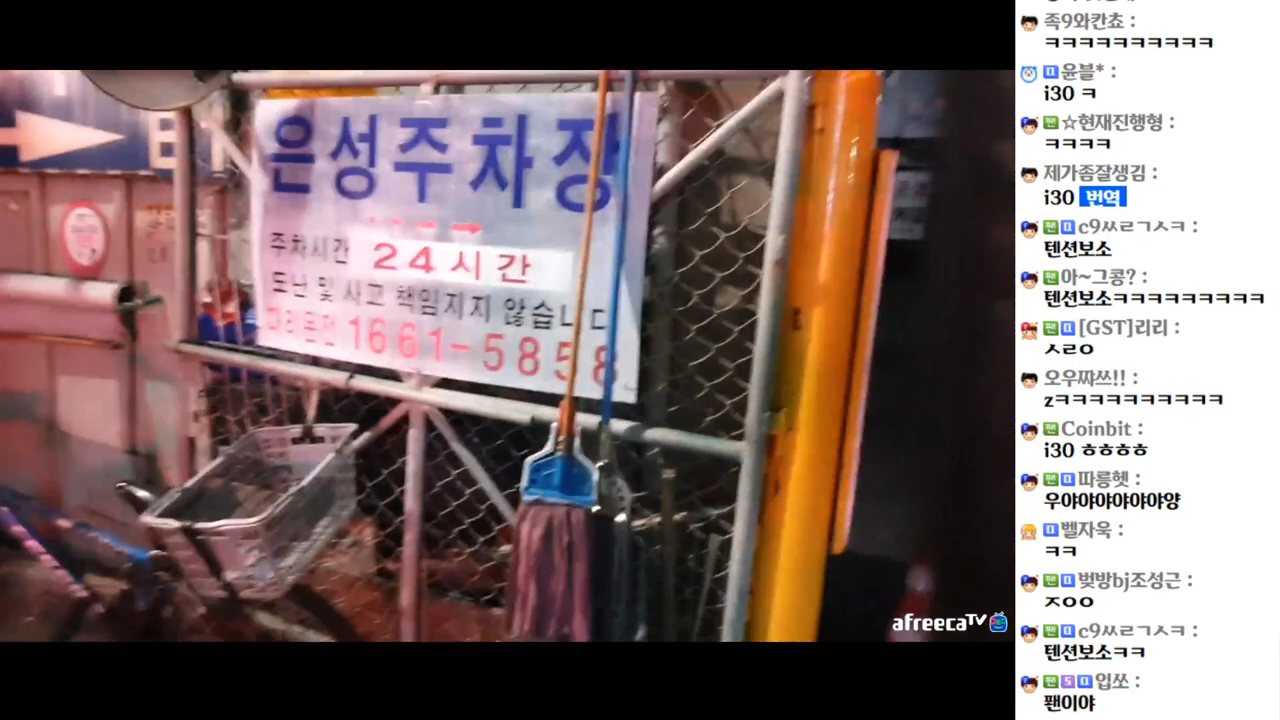 은성주차장
주차시간 24시간
도난 및 사고 책임지지 않습니다
대리운전 1661-5858
afreecaTV
족9와칸쵸 :
ㅋㅋㅋㅋㅋㅋㅋㅋㅋㅋ
윤블* :
i30 ㅋ
☆현재진행형 :
ㅋㅋㅋㅋ
제가좀잘생김 :
i30 번역
c9ㅆㄹㄱㅅㅋ :
텐션보소
아~그콩? :
텐션보소ㅋㅋㅋㅋㅋㅋㅋㅋㅋ
[GST]리리 :
ㅅㄹㅇ
오우쨔쓰!! :
zㅋㅋㅋㅋㅋㅋㅋㅋㅋㅋ
Coinbit :
i30 ㅎㅎㅎㅎ
따릉헷 :
우야야야야야야양
벨자욱 :
ㅋㅋ
벚방bj조성근 :
ㅈㅇㅇ
c9ㅆㄹㄱㅅㅋ :
텐션보소ㅋㅋ
입쏘 :
팬이야